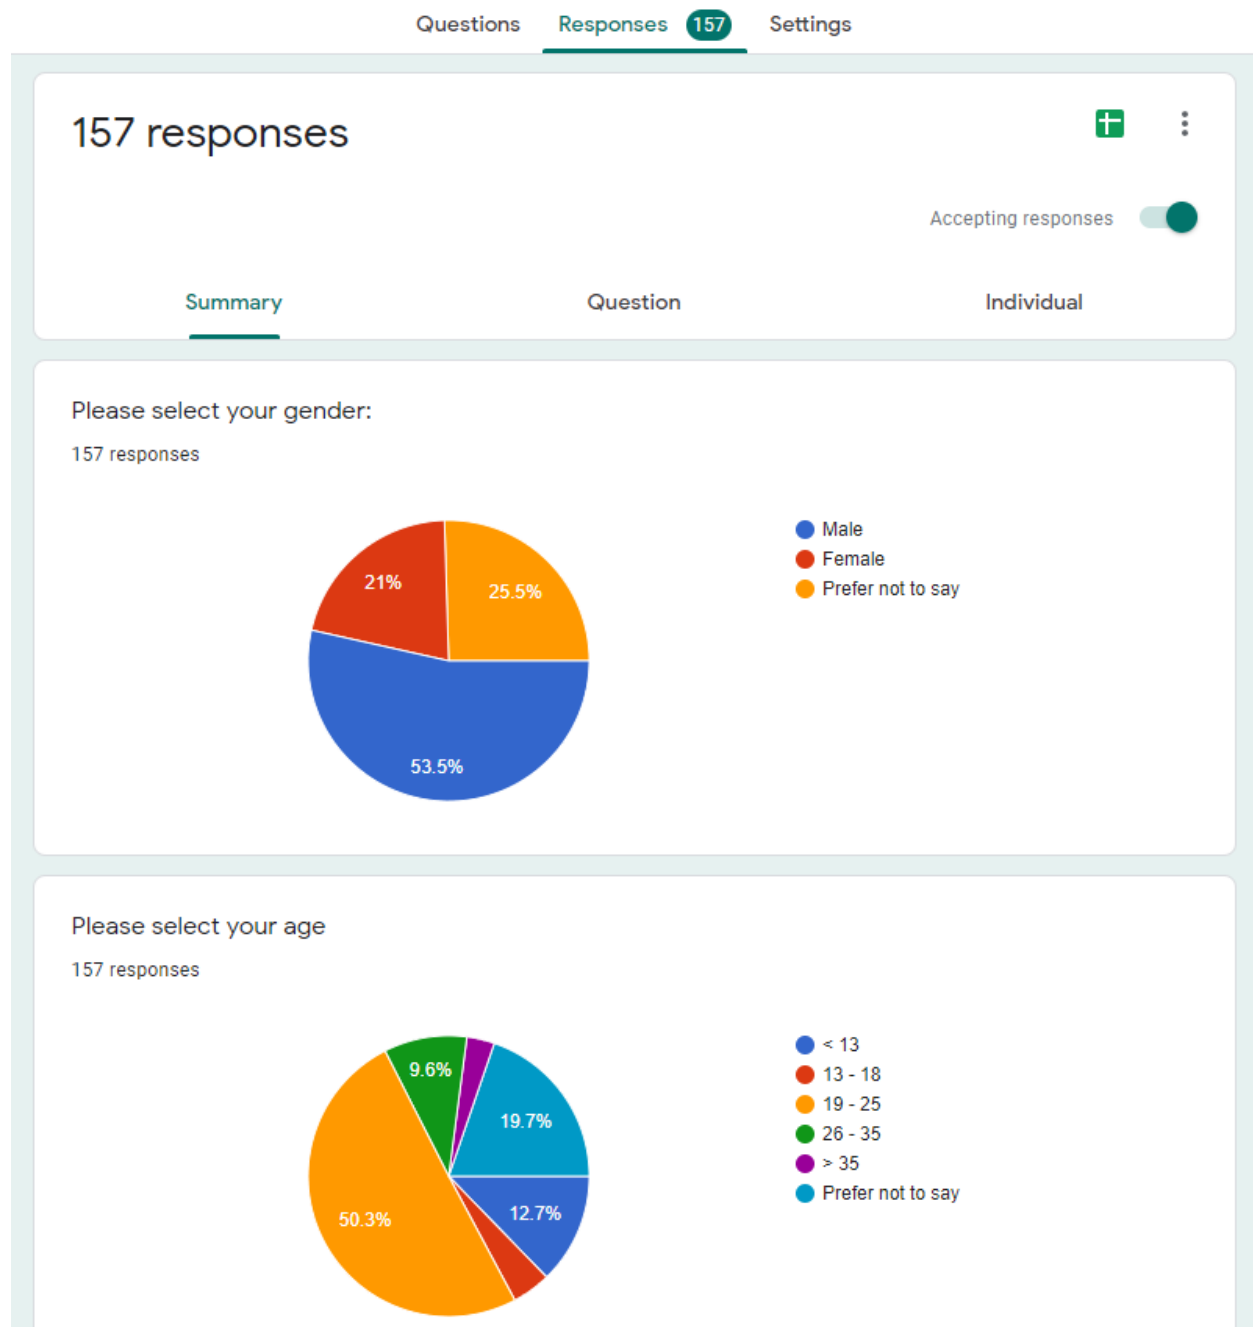 Questions Responses 157 Settings
157 responses
Accepting responses
Summary Question Individual
Please select your gender:
157 responses
21%
25.5%
53.5%
Male
Female
Prefer not to say
Please select your age
157 responses
9.6%
19.7%
50.3%
12.7%
< 13
13 - 18
19 - 25
26 - 35
> 35
Prefer not to say